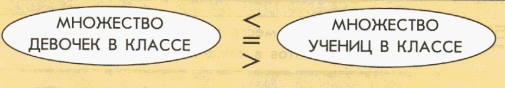 МНОЖЕСТВО
ДЕВОЧЕК В КЛАССЕ
< = >
МНОЖЕСТВО
УЧЕНИЦ В КЛАССЕ